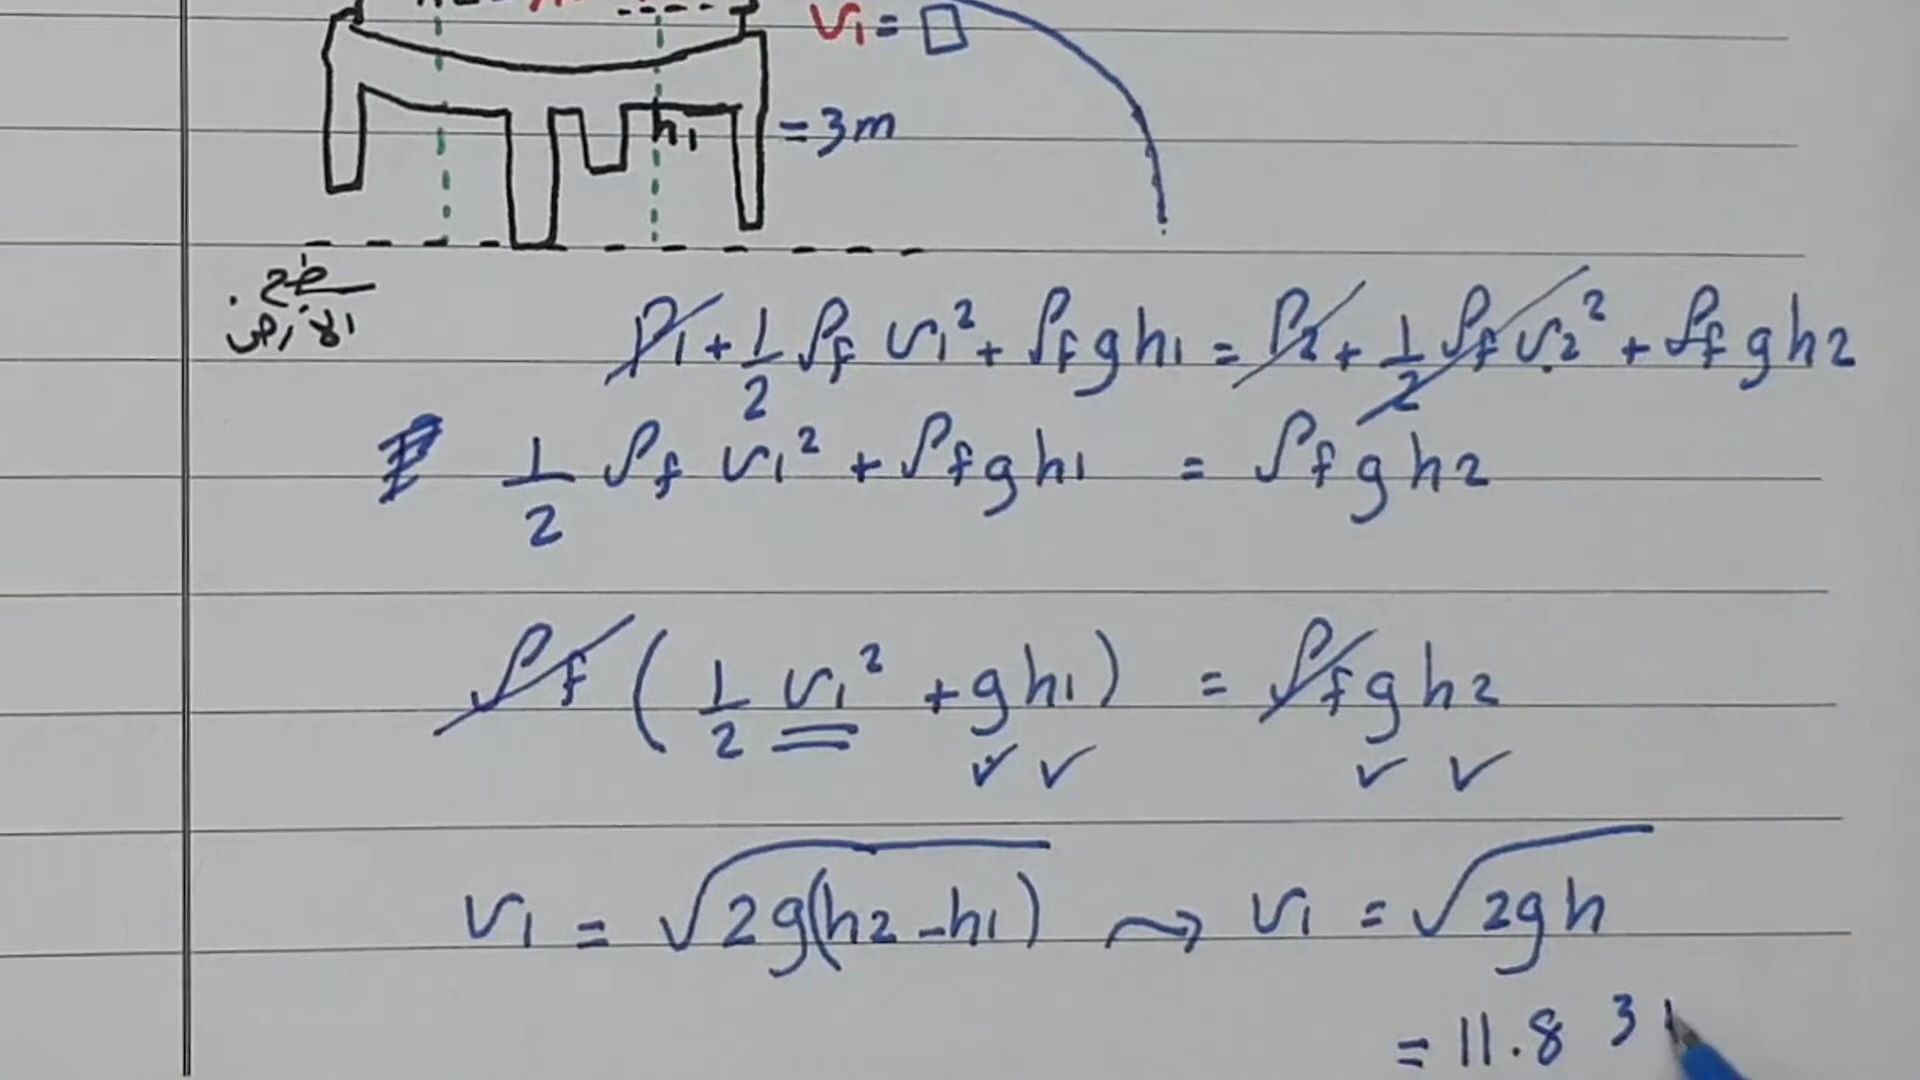 v₁ = □
h₁ = 3m
سطح
الأرض
P₁ + 1/2 ρf v₁² + ρf g h₁ = P₂ + 1/2 ρf v₂² + ρf g h₂
1/2 ρf v₁² + ρf g h₁ = ρf g h₂
ρf ( 1/2 v₁² + g h₁ ) = ρf g h₂
✓ ✓ ✓ ✓
v₁ = √2g(h₂ - h₁) ⇝ v₁ = √2gh
= 11.8 3